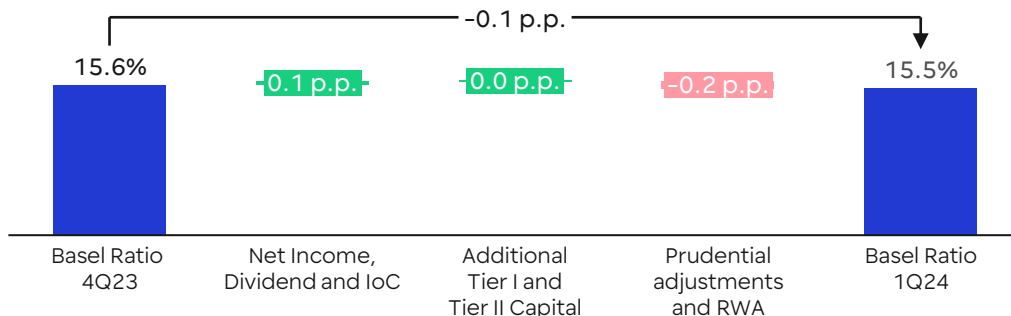 -0.1 p.p.
15.6%
0.1 p.p.
0.0 p.p.
-0.2 p.p.
15.5%
Basel Ratio
4Q23
Net Income,
Dividend and IoC
Additional
Tier I and
Tier II Capital
Prudential
adjustments
and RWA
Basel Ratio
1Q24